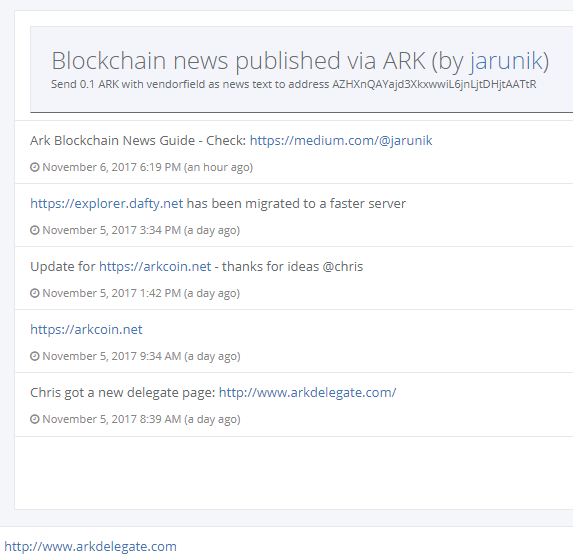 Blockchain news published via ARK (by jarunik)
Send 0.1 ARK with vendorfield as news text to address AZHXnQAYajd3XkxwwiL6jnLjtDHjtAATtR
Ark Blockchain News Guide - Check: https://medium.com/@jarunik
November 6, 2017 6:19 PM (an hour ago)
https://explorer.dafty.net has been migrated to a faster server
November 5, 2017 3:34 PM (a day ago)
Update for https://arkcoin.net - thanks for ideas @chris
November 5, 2017 1:42 PM (a day ago)
https://arkcoin.net
November 5, 2017 9:34 AM (a day ago)
Chris got a new delegate page: http://www.arkdelegate.com/
November 5, 2017 8:39 AM (a day ago)
http://www.arkdelegate.com